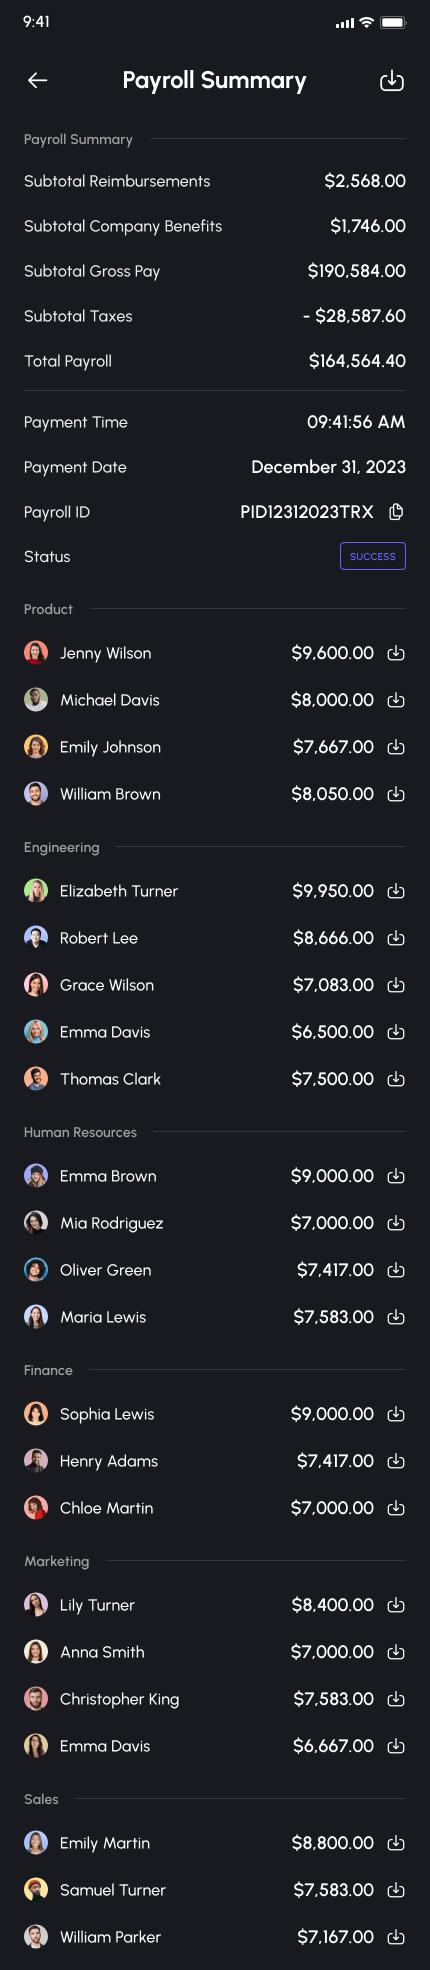 9:41
Payroll Summary
Payroll Summary
Subtotal Reimbursements $2,568.00
Subtotal Company Benefits $1,746.00
Subtotal Gross Pay $190,584.00
Subtotal Taxes - $28,587.60
Total Payroll $164,564.40
Payment Time 09:41:56 AM
Payment Date December 31, 2023
Payroll ID PID12312023TRX
Status SUCCESS
Product
Jenny Wilson $9,600.00
Michael Davis $8,000.00
Emily Johnson $7,667.00
William Brown $8,050.00
Engineering
Elizabeth Turner $9,950.00
Robert Lee $8,666.00
Grace Wilson $7,083.00
Emma Davis $6,500.00
Thomas Clark $7,500.00
Human Resources
Emma Brown $9,000.00
Mia Rodriguez $7,000.00
Oliver Green $7,417.00
Maria Lewis $7,583.00
Finance
Sophia Lewis $9,000.00
Henry Adams $7,417.00
Chloe Martin $7,000.00
Marketing
Lily Turner $8,400.00
Anna Smith $7,000.00
Christopher King $7,583.00
Emma Davis $6,667.00
Sales
Emily Martin $8,800.00
Samuel Turner $7,583.00
William Parker $7,167.00